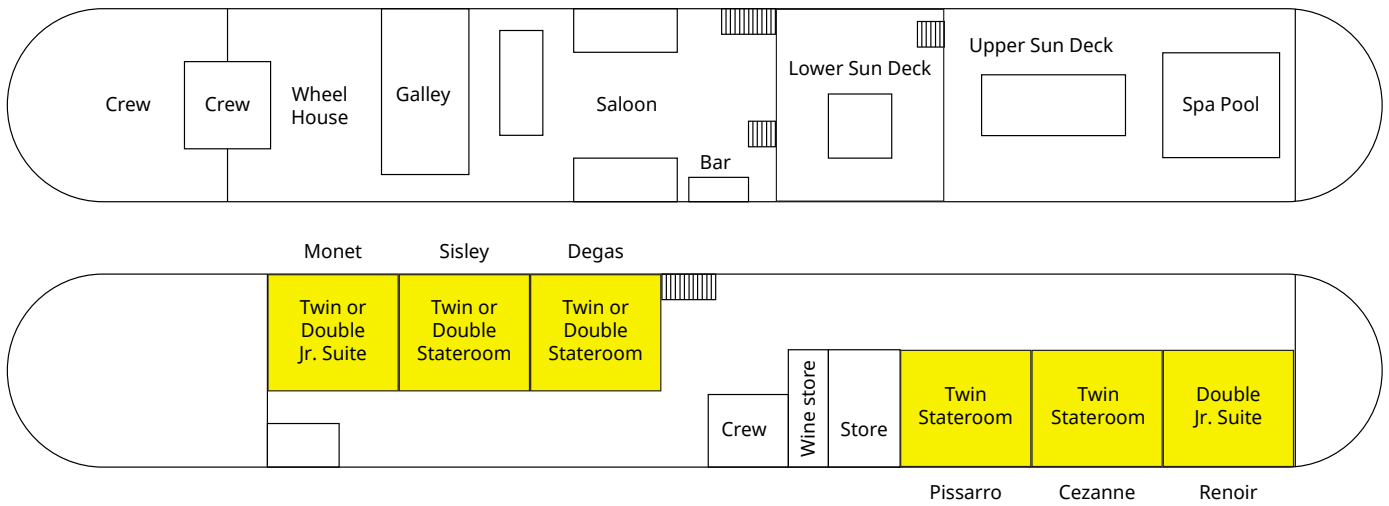 Crew
Crew
Wheel
House
Galley
Saloon
Bar
Lower Sun Deck
Upper Sun Deck
Spa Pool
Monet
Sisley
Degas
Twin or
Double
Jr. Suite
Twin or
Double
Stateroom
Twin or
Double
Stateroom
Crew
Wine store
Store
Twin
Stateroom
Twin
Stateroom
Double
Jr. Suite
Pissarro
Cezanne
Renoir